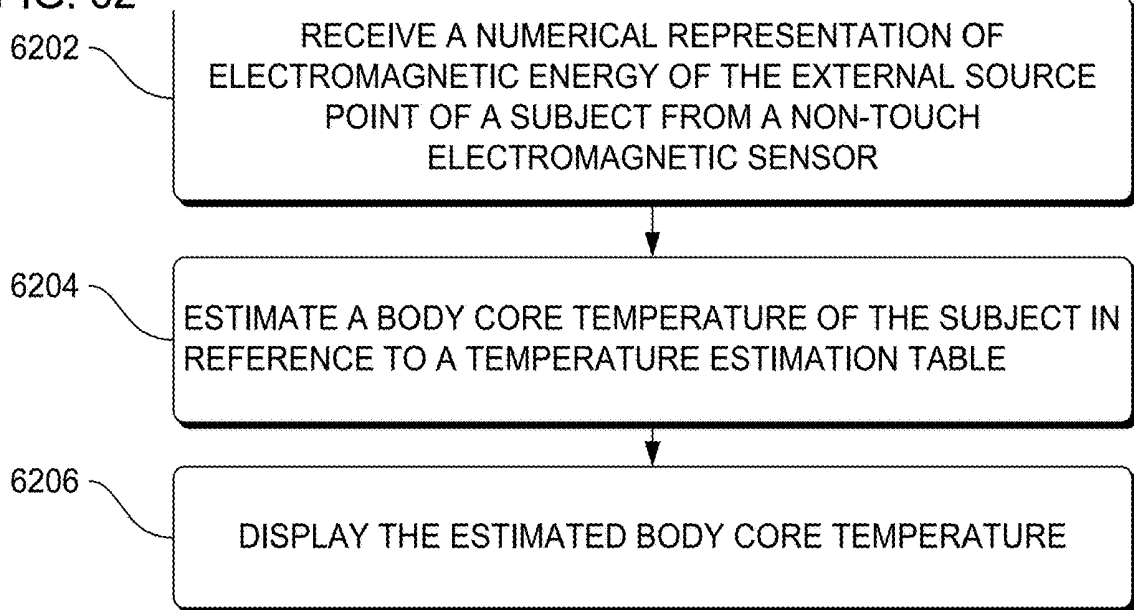 FIG. 62
6202
RECEIVE A NUMERICAL REPRESENTATION OF
ELECTROMAGNETIC ENERGY OF THE EXTERNAL SOURCE
POINT OF A SUBJECT FROM A NON-TOUCH
ELECTROMAGNETIC SENSOR
6204
ESTIMATE A BODY CORE TEMPERATURE OF THE SUBJECT IN
REFERENCE TO A TEMPERATURE ESTIMATION TABLE
6206
DISPLAY THE ESTIMATED BODY CORE TEMPERATURE